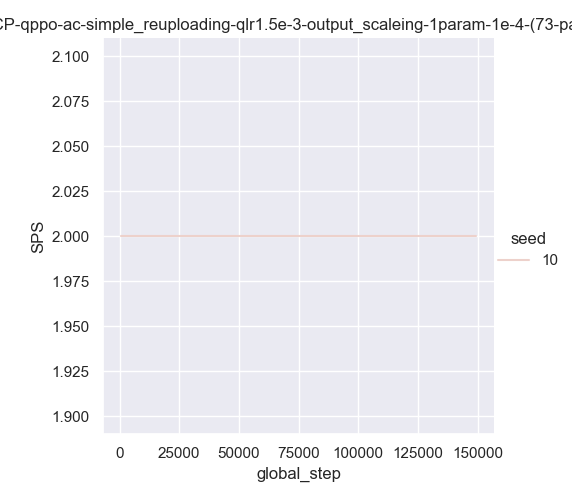 CP-qppo-ac-simple_reuploading-qlr1.5e-3-output_scaleing-1param-1e-4-(73-pa
2.100
2.075
2.050
2.025
2.000
1.975
1.950
1.925
1.900
SPS
0 25000 50000 75000 100000 125000 150000
global_step
seed
10